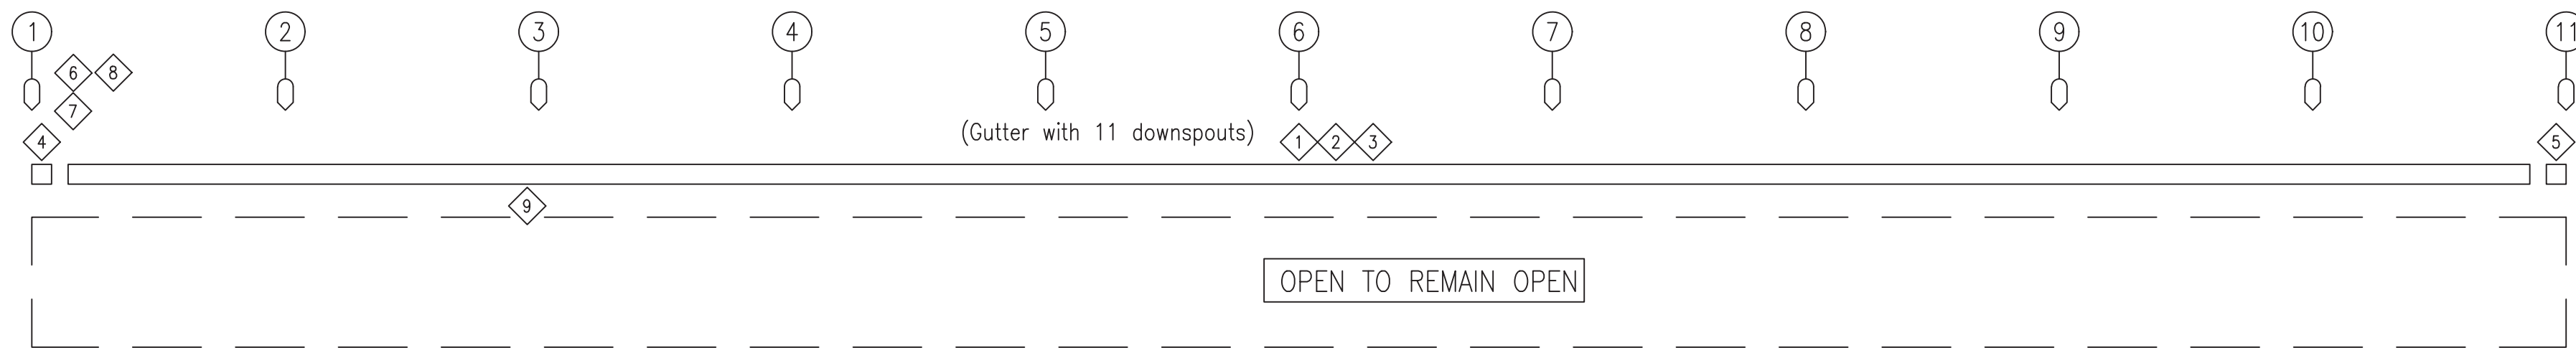 1 2 3 4 5 6 7 8 9 10 11
6 8
7
(Gutter with 11 downspouts)
4 1 2 3 5
9
OPEN TO REMAIN OPEN